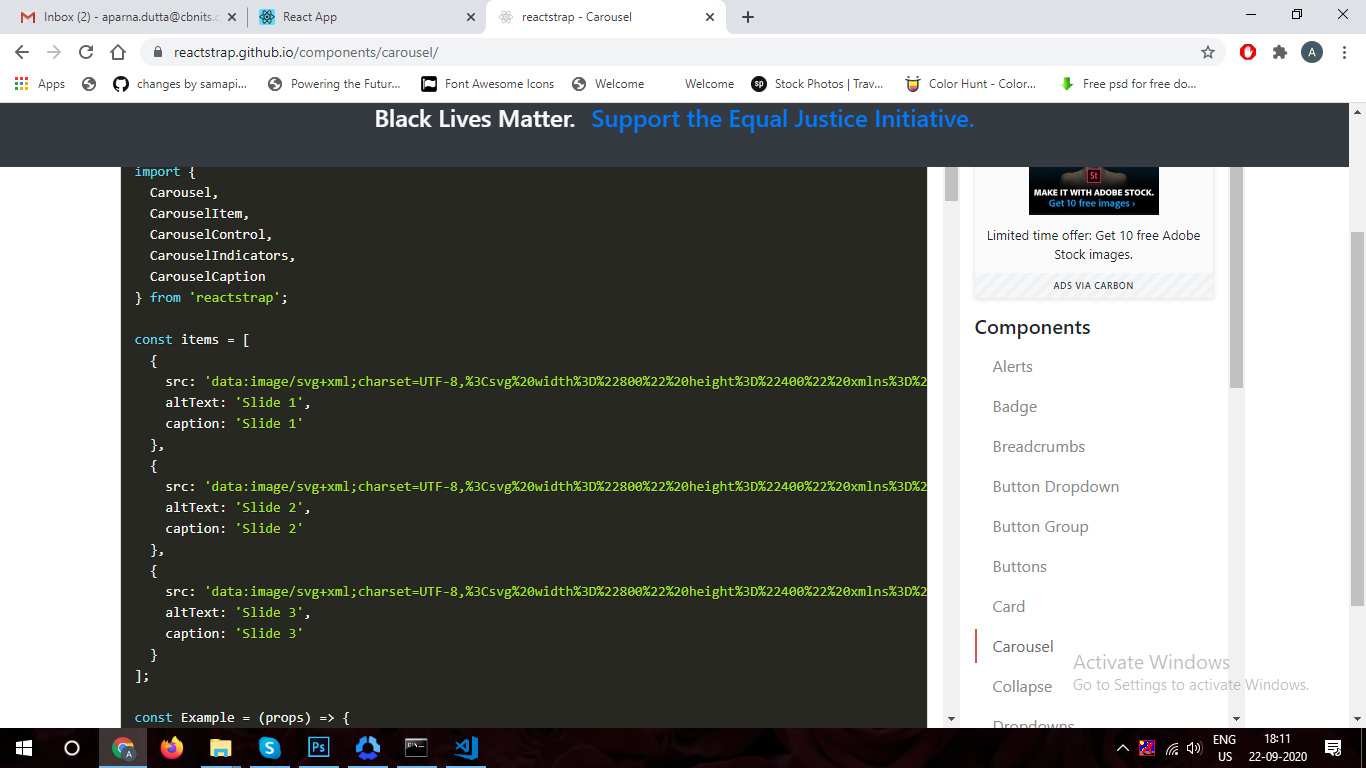 Inbox (2) - aparna.dutta@cbnits.c
React App
reactstrap - Carousel
reactstrap.github.io/components/carousel/
A
Apps
changes by samapi...
Powering the Futur...
Font Awesome Icons
Welcome
Welcome
sp
Stock Photos | Trav...
Color Hunt - Color...
Free psd for free do...
Black Lives Matter. Support the Equal Justice Initiative.
import {
Carousel,
CarouselItem,
CarouselControl,
CarouselIndicators,
CarouselCaption
} from 'reactstrap';
const items = [
{
src: 'data:image/svg+xml;charset=UTF-8,%3Csvg%20width%3D%22800%22%20height%3D%22400%22%20xmlns%3D%2
altText: 'Slide 1',
caption: 'Slide 1'
},
{
src: 'data:image/svg+xml;charset=UTF-8,%3Csvg%20width%3D%22800%22%20height%3D%22400%22%20xmlns%3D%2
altText: 'Slide 2',
caption: 'Slide 2'
},
{
src: 'data:image/svg+xml;charset=UTF-8,%3Csvg%20width%3D%22800%22%20height%3D%22400%22%20xmlns%3D%2
altText: 'Slide 3',
caption: 'Slide 3'
}
];
const Example = (props) => {
St
MAKE IT WITH ADOBE STOCK.
Get 10 free images ›
Limited time offer: Get 10 free Adobe
Stock images.
ADS VIA CARBON
Components
Alerts
Badge
Breadcrumbs
Button Dropdown
Button Group
Buttons
Card
Carousel
Collapse
Dropdowns
Activate Windows
Go to Settings to activate Windows.
A
S
Ps
ENG
US
18:11
22-09-2020